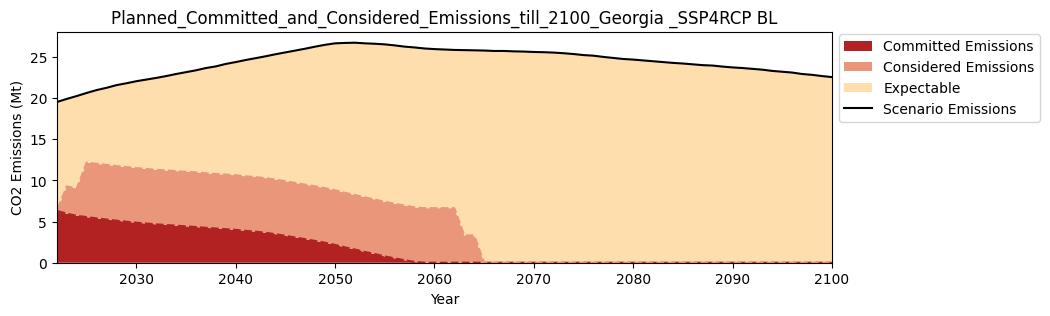 Planned_Committed_and_Considered_Emissions_till_2100_Georgia _SSP4RCP BL
CO2 Emissions (Mt)
25
20
15
10
5
0
2030 2040 2050 2060 2070 2080 2090 2100
Year
Committed Emissions
Considered Emissions
Expectable
Scenario Emissions